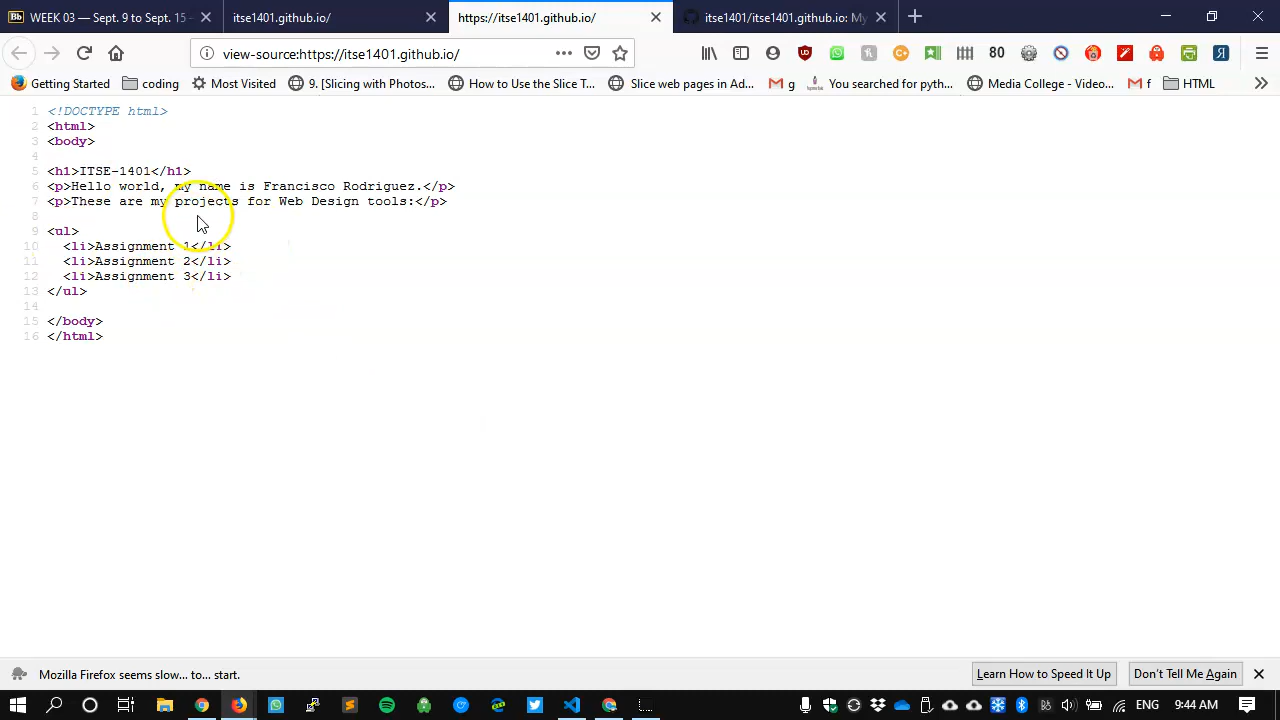 WEEK 03 — Sept. 9 to Sept. 15 –
itse1401.github.io/
https://itse1401.github.io/
itse1401/itse1401.github.io: My
view-source:https://itse1401.github.io/
80
Getting Started
coding
Most Visited
9. [Slicing with Photos...
How to Use the Slice T...
Slice web pages in Ad...
g
You searched for pyth...
Media College - Video...
f
HTML
1 <!DOCTYPE html>
2 <html>
3 <body>
4
5 <h1>ITSE-1401</h1>
6 <p>Hello world, my name is Francisco Rodriguez.</p>
7 <p>These are my projects for Web Design tools:</p>
8
9 <ul>
10 <li>Assignment 1</li>
11 <li>Assignment 2</li>
12 <li>Assignment 3</li>
13 </ul>
14
15 </body>
16 </html>
Mozilla Firefox seems slow... to... start.
Learn How to Speed It Up
Don't Tell Me Again
ENG
9:44 AM